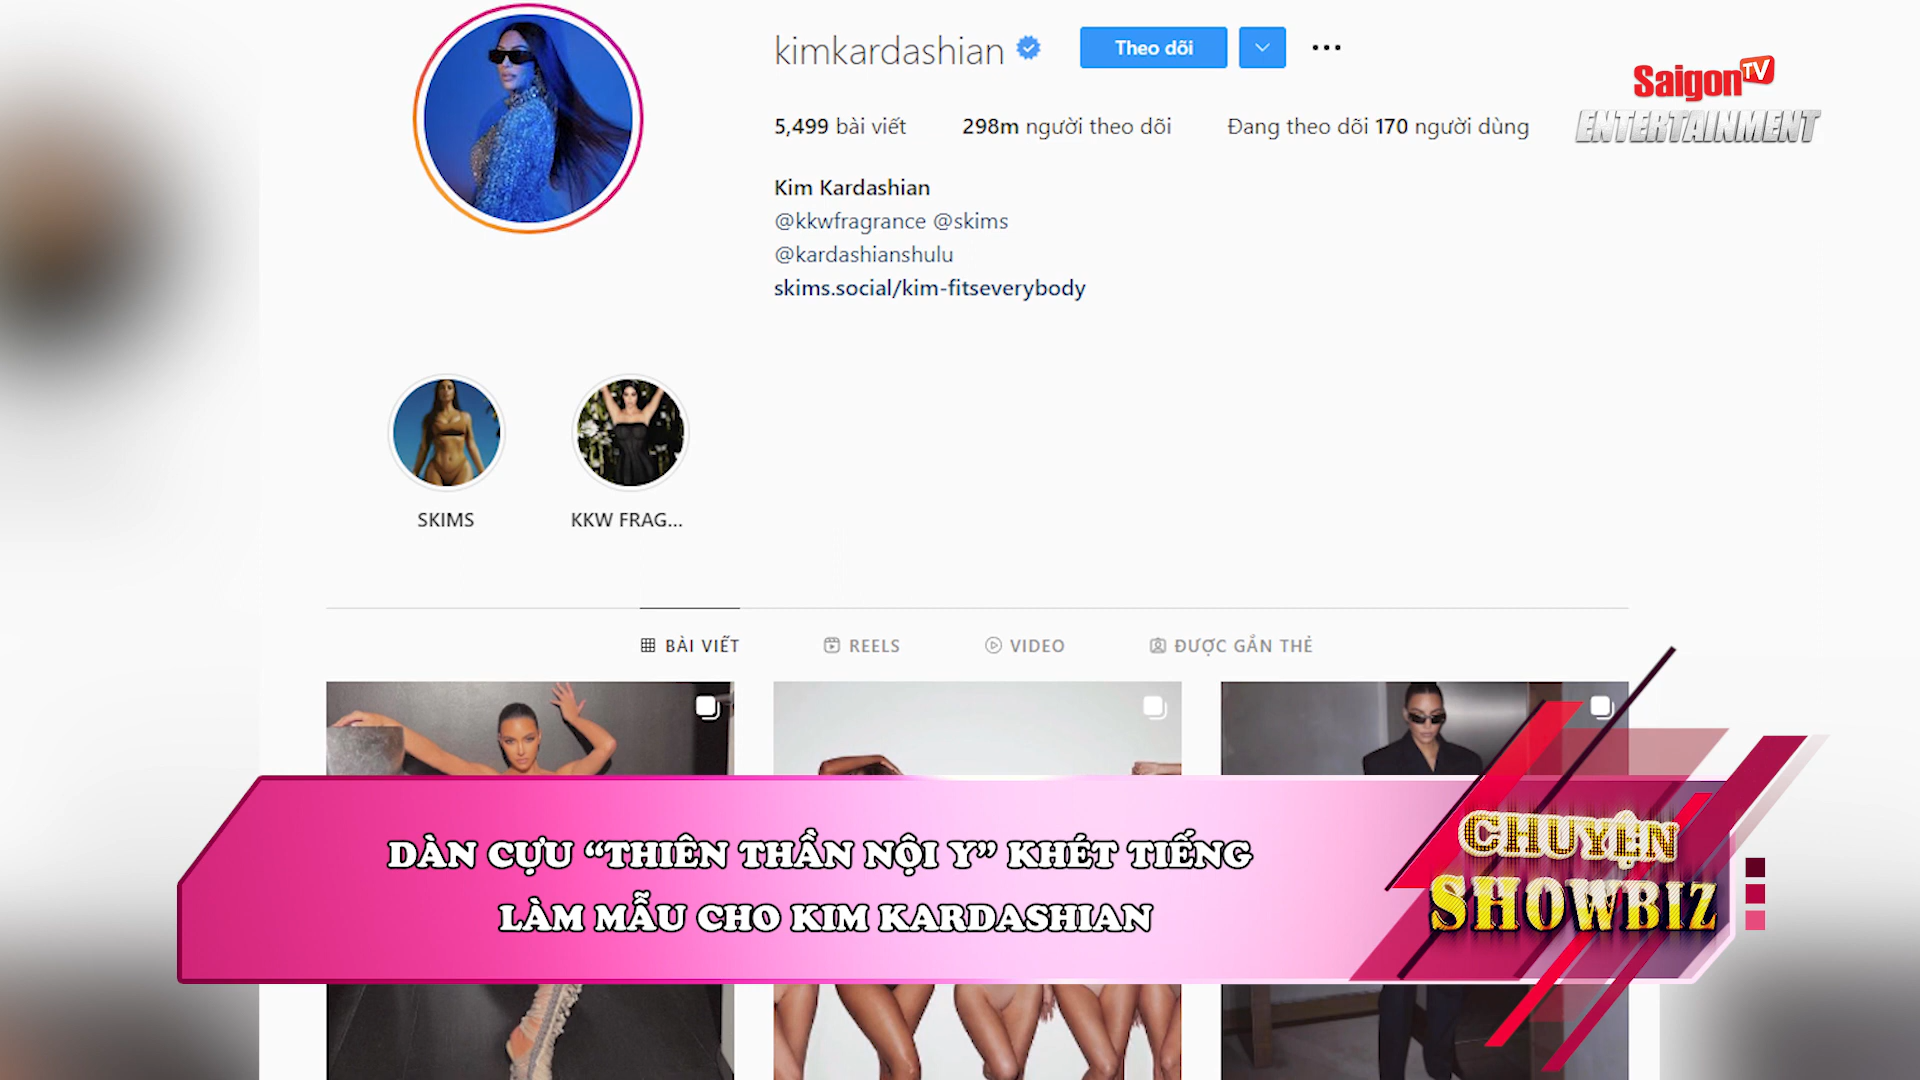 kimkardashian
Theo dõi
5,499 bài viết
298m người theo dõi
Đang theo dõi 170 người dùng
Saigon TV
ENTERTAINMENT
Kim Kardashian
@kkwfragrance @skims
@kardashianshulu
skims.social/kim-fitseverybody
SKIMS
KKW FRAG...
BÀI VIẾT
REELS
VIDEO
ĐƯỢC GẮN THẺ
DÀN CỰU “THIÊN THẦN NỘI Y” KHÉT TIẾNG
LÀM MẪU CHO KIM KARDASHIAN
CHUYỆN
SHOWBIZ